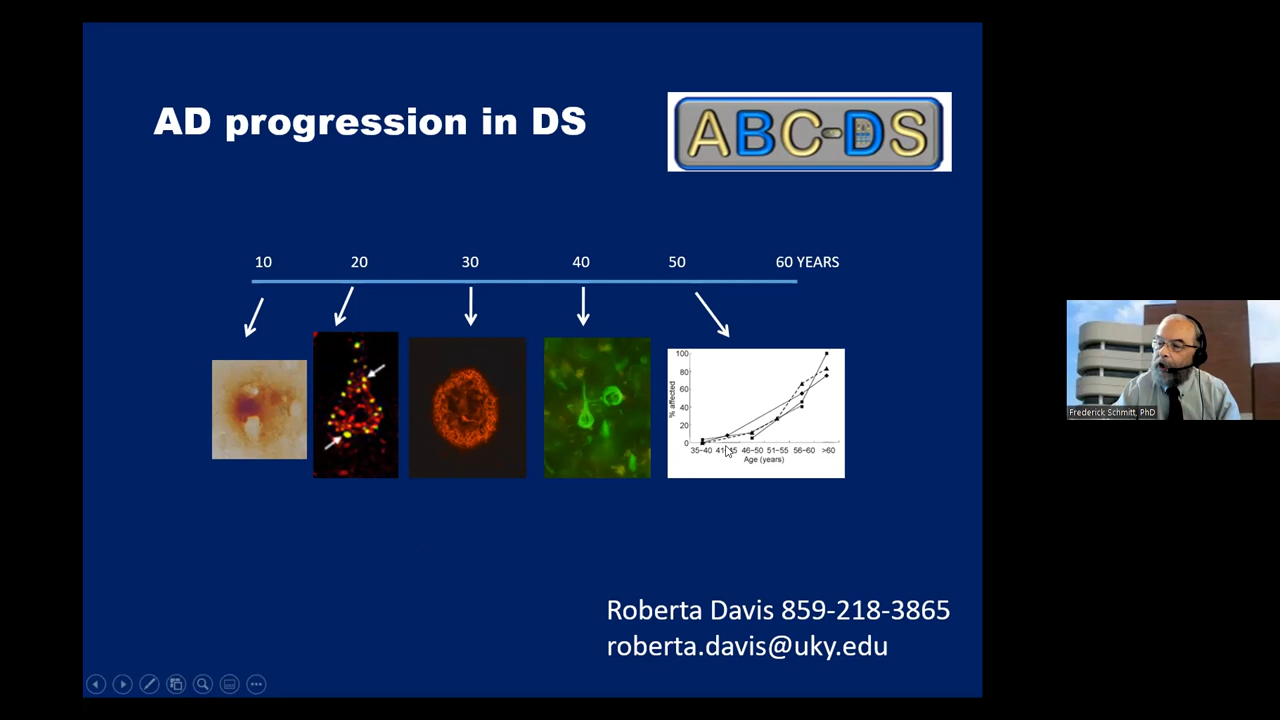 AD progression in DS
ABC-DS
10 20 30 40 50 60 YEARS
100
80
60
40
20
0
% affected
35-40 41-45 46-50 51-55 56-60 >60
Age (years)
Frederick Schmitt, PhD
Roberta Davis 859-218-3865
roberta.davis@uky.edu